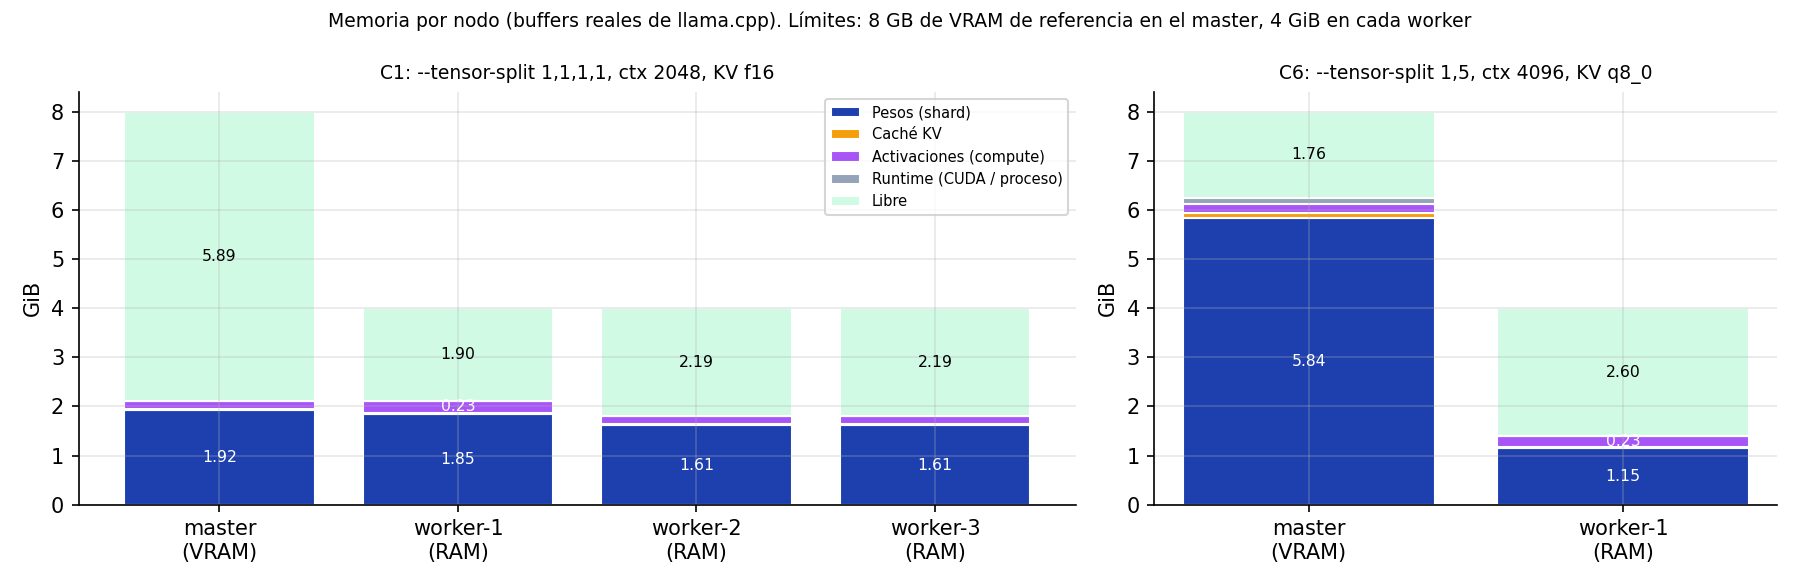 Memoria por nodo (buffers reales de llama.cpp). Límites: 8 GB de VRAM de referencia en el master, 4 GiB en cada worker
C1: --tensor-split 1,1,1,1, ctx 2048, KV f16
GiB
8
7
6
5
4
3
2
1
0
Pesos (shard)
Caché KV
Activaciones (compute)
Runtime (CUDA / proceso)
Libre
5.89
1.92
1.90
0.23
1.85
2.19
1.61
2.19
1.61
master
(VRAM)
worker-1
(RAM)
worker-2
(RAM)
worker-3
(RAM)
C6: --tensor-split 1,5, ctx 4096, KV q8_0
GiB
8
7
6
5
4
3
2
1
0
1.76
5.84
2.60
0.23
1.15
master
(VRAM)
worker-1
(RAM)